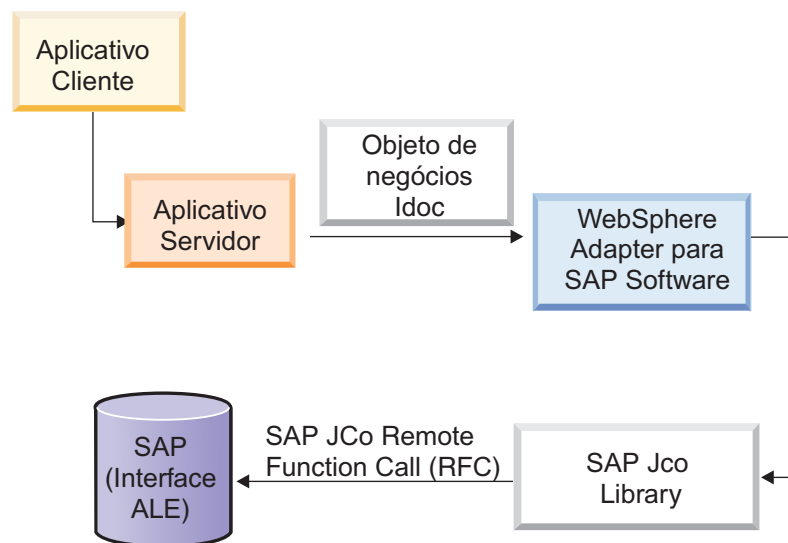 Aplicativo
Cliente
Aplicativo
Servidor
Objeto de
negócios
Idoc
WebSphere
Adapter para
SAP Software
SAP
(Interface
ALE)
SAP JCo Remote
Function Call (RFC)
SAP Jco
Library